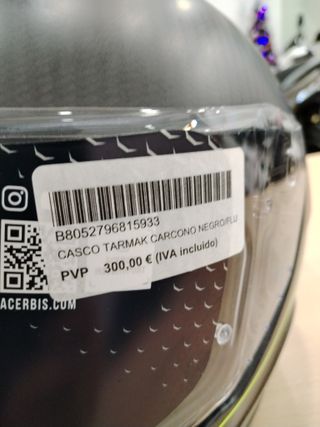 B8052796815933
CASCO TARMAK CARCONO NEGRO/FLU
PVP 300,00 € (IVA incluido)
ACERBIS.COM